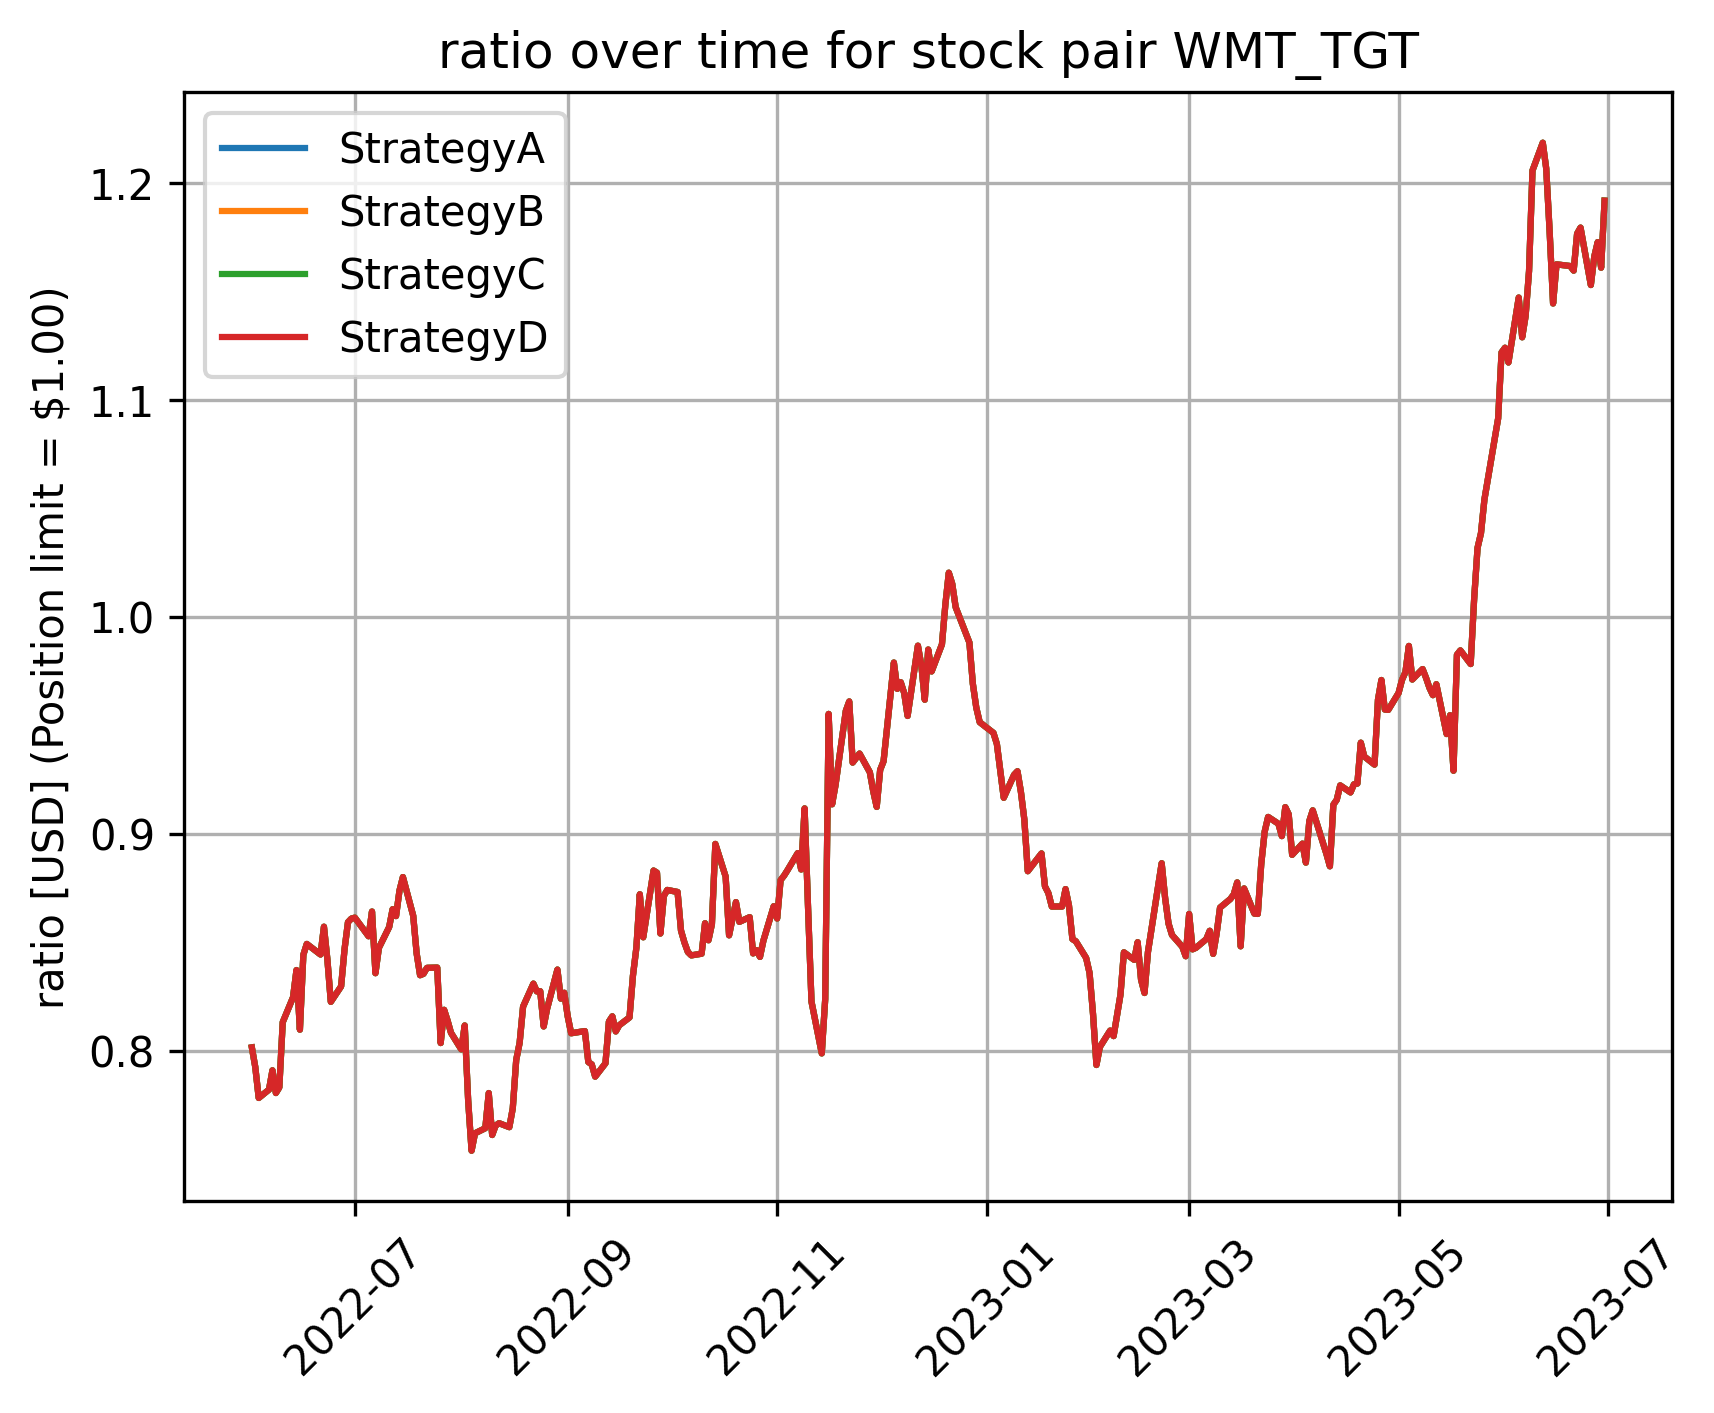 ratio over time for stock pair WMT_TGT
StrategyA
StrategyB
StrategyC
StrategyD
ratio [USD] (Position limit = $1.00)
1.2
1.1
1.0
0.9
0.8
2022-07
2022-09
2022-11
2023-01
2023-03
2023-05
2023-07